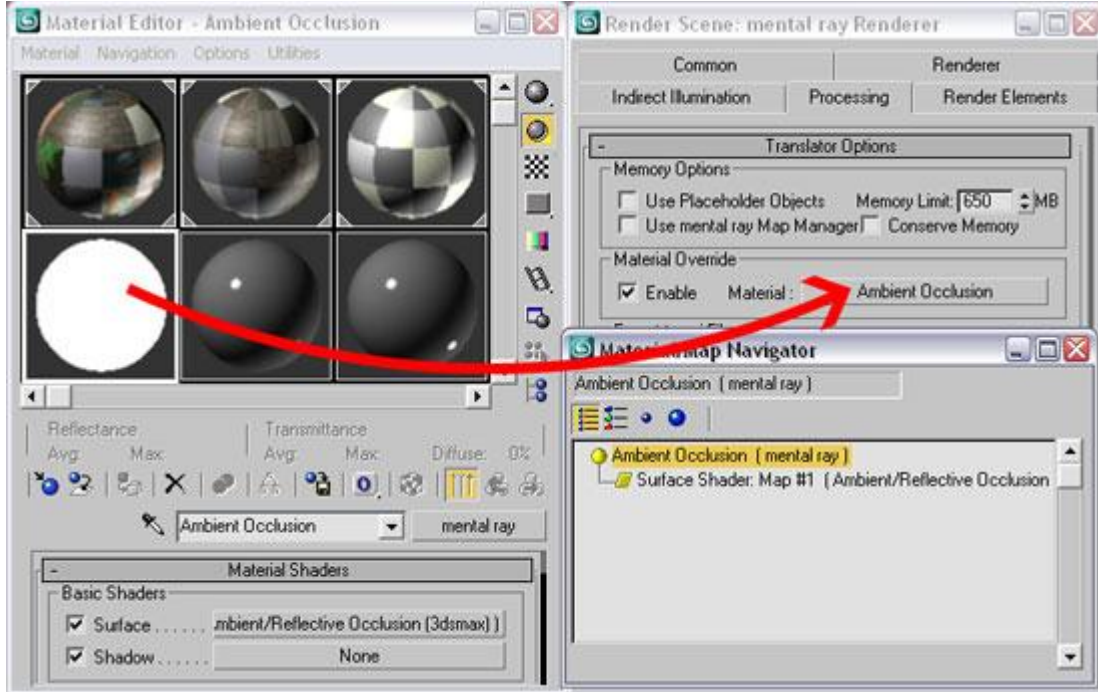 Material Editor - Ambient Occlusion
Material Navigation Options Utilities
Reflectance Transmittance
Avg: Max: Avg: Max: Diffuse: 0%
Ambient Occlusion mental ray
- Material Shaders
Basic Shaders
Surface . . . . . . mbient/Reflective Occlusion (3dsmax) )
Shadow . . . . . . None
Render Scene: mental ray Renderer
Common Renderer
Indirect Illumination Processing Render Elements
- Translator Options
Memory Options
Use Placeholder Objects Memory Limit: 650 MB
Use mental ray Map Manager Conserve Memory
Material Override
Enable Material : Ambient Occlusion
Material/Map Navigator
Ambient Occlusion ( mental ray )
Ambient Occlusion ( mental ray )
Surface Shader: Map #1 ( Ambient/Reflective Occlusion